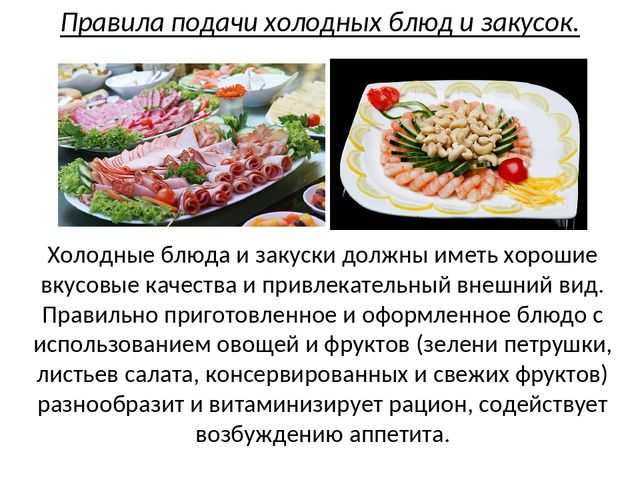 Правила подачи холодных блюд и закусок.
Холодные блюда и закуски должны иметь хорошие
вкусовые качества и привлекательный внешний вид.
Правильно приготовленное и оформленное блюдо с
использованием овощей и фруктов (зелени петрушки,
листьев салата, консервированных и свежих фруктов)
разнообразит и витаминизирует рацион, содействует
возбуждению аппетита.